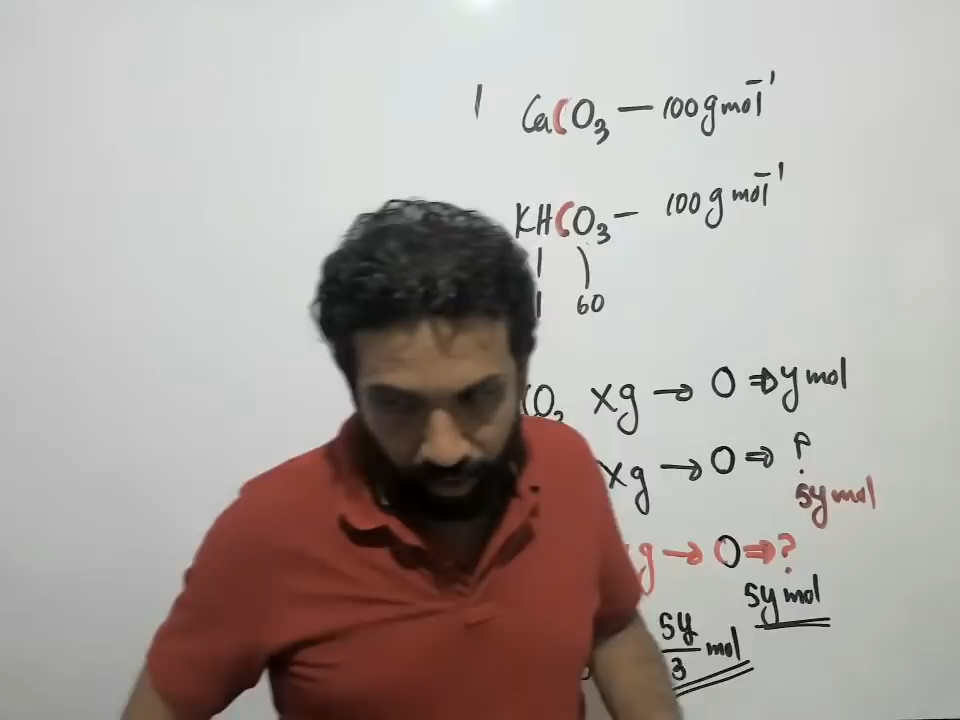 1 CaCO3 — 100 g mol⁻¹
KHCO3 — 100 g mol⁻¹
1 60
xg → O ⇒ y mol
xg → O ⇒ ?
5y mol
g → O ⇒ ?
5y mol
5y/3 mol